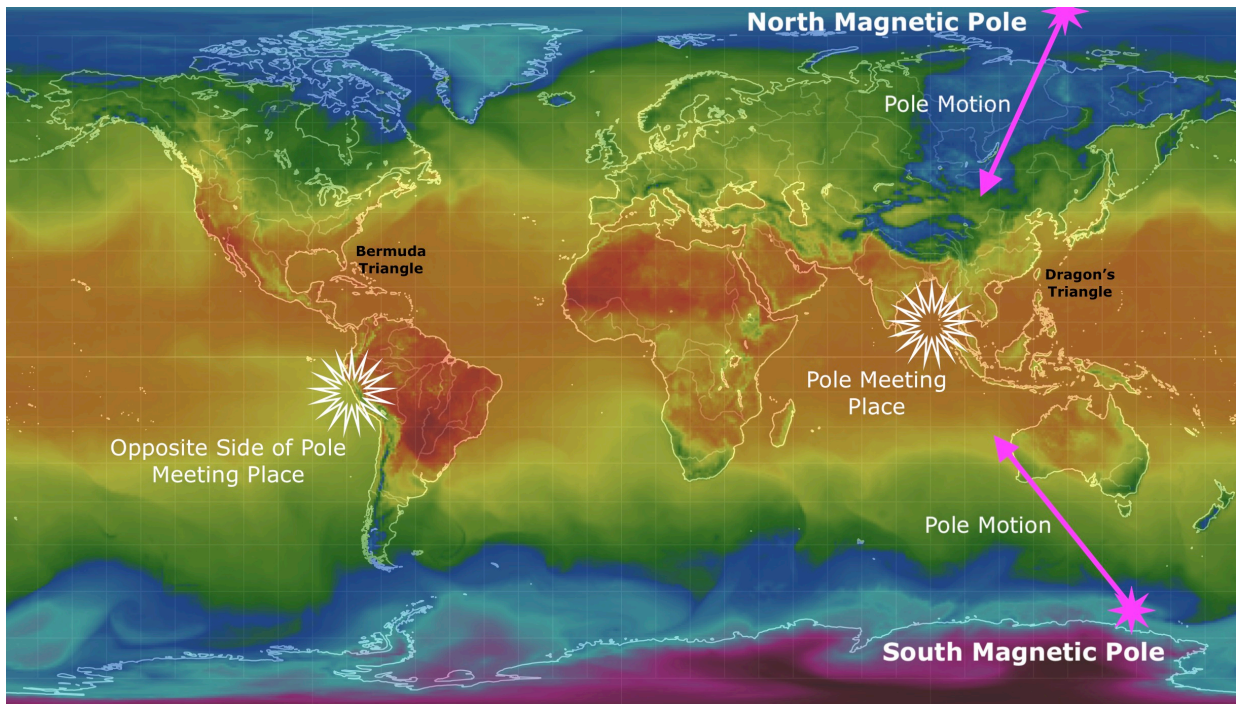 North Magnetic Pole
Pole Motion
Bermuda
Triangle
Dragon's
Triangle
Pole Meeting
Place
Opposite Side of Pole
Meeting Place
Pole Motion
South Magnetic Pole